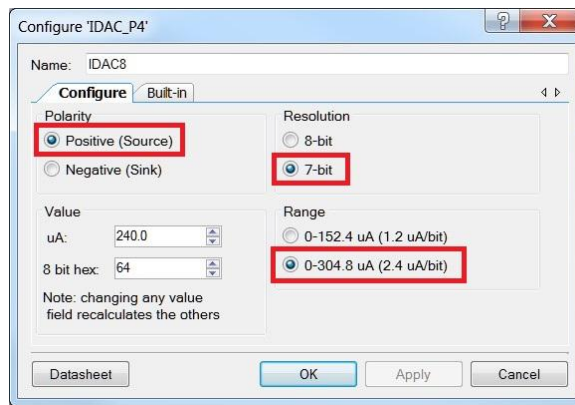 Configure 'IDAC_P4'
Name: IDAC8
Configure Built-in
Polarity
Positive (Source)
Negative (Sink)
Resolution
8-bit
7-bit
Value
uA: 240.0
8 bit hex: 64
Note: changing any value
field recalculates the others
Range
0-152.4 uA (1.2 uA/bit)
0-304.8 uA (2.4 uA/bit)
Datasheet OK Apply Cancel